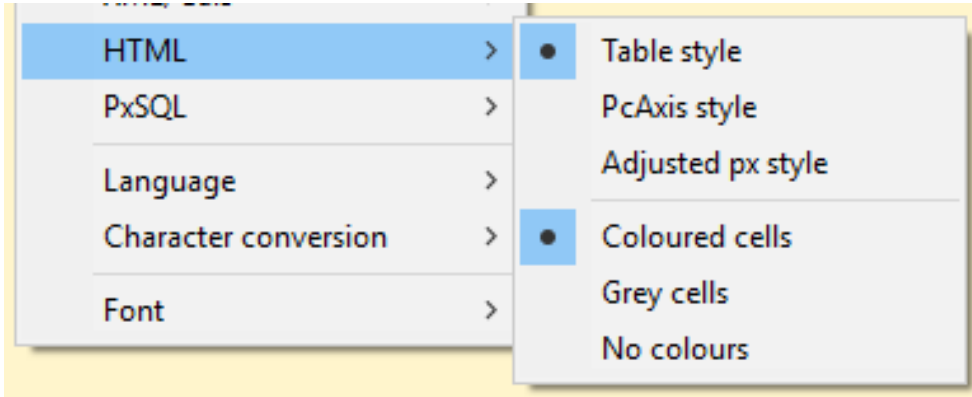 HTML
PxSQL
Language
Character conversion
Font
Table style
PcAxis style
Adjusted px style
Coloured cells
Grey cells
No colours